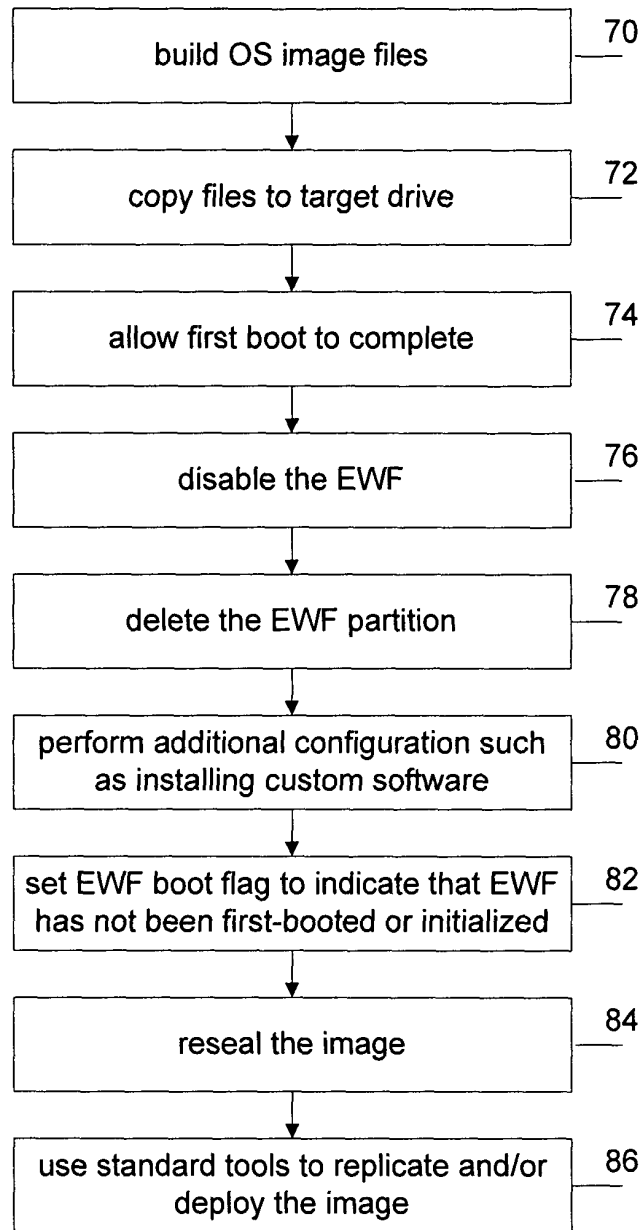 70
build OS image files
72
copy files to target drive
74
allow first boot to complete
76
disable the EWF
78
delete the EWF partition
80
perform additional configuration such
as installing custom software
82
set EWF boot flag to indicate that EWF
has not been first-booted or initialized
84
reseal the image
86
use standard tools to replicate and/or
deploy the image